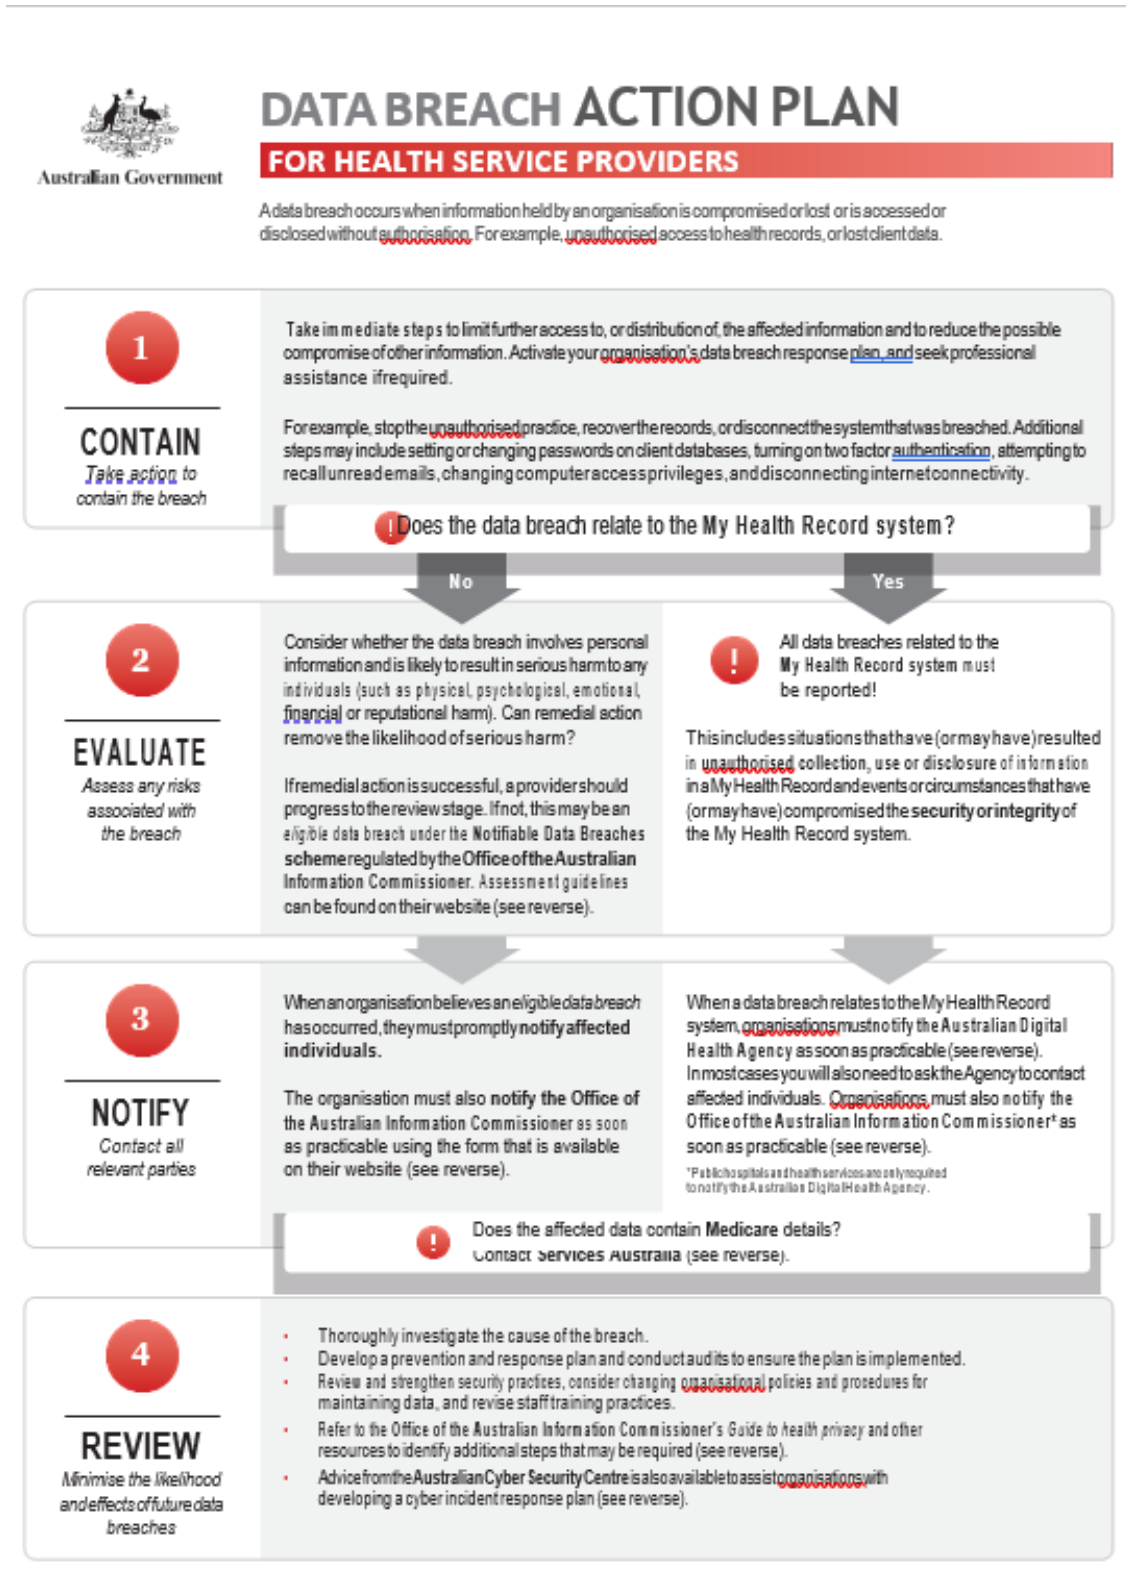 Australian Government
DATA BREACH ACTION PLAN
FOR HEALTH SERVICE PROVIDERS
A data breach occurs when information held by an organisation is compromised or lost or is accessed or
disclosed without authorisation. For example, unauthorised access to health records, or lost client data.
1
CONTAIN
Take action to
contain the breach
Take immediate steps to limit further access to, or distribution of, the affected information and to reduce the possible
compromise of other information. Activate your organisation's data breach response plan, and seek professional
assistance if required.
For example, stop the unauthorised practice, recover the records, or disconnect the system that was breached. Additional
steps may include setting or changing passwords on client databases, turning on two factor authentication, attempting to
recall unread emails, changing computer access privileges, and disconnecting internet connectivity.
! Does the data breach relate to the My Health Record system?
No
Yes
2
EVALUATE
Assess any risks
associated with
the breach
Consider whether the data breach involves personal
information and is likely to result in serious harm to any
individuals (such as physical, psychological, emotional,
financial or reputational harm). Can remedial action
remove the likelihood of serious harm?
If remedial action is successful, a provider should
progress to the review stage. If not, this may be an
eligible data breach under the Notifiable Data Breaches
scheme regulated by the Office of the Australian
Information Commissioner. Assessment guidelines
can be found on their website (see reverse).
!
All data breaches related to the
My Health Record system must
be reported!
This includes situations that have (or may have) resulted
in unauthorised collection, use or disclosure of information
in a My Health Record and events or circumstances that have
(or may have) compromised the security or integrity of
the My Health Record system.
3
NOTIFY
Contact all
relevant parties
When an organisation believes an eligible data breach
has occurred, they must promptly notify affected
individuals.
The organisation must also notify the Office of
the Australian Information Commissioner as soon
as practicable using the form that is available
on their website (see reverse).
When a data breach relates to the My Health Record
system, organisations must notify the Australian Digital
Health Agency as soon as practicable (see reverse).
In most cases you will also need to ask the Agency to contact
affected individuals. Organisations must also notify the
Office of the Australian Information Commissioner* as
soon as practicable (see reverse).
*Public hospitals and health services are only required
to notify the Australian Digital Health Agency.
!
Does the affected data contain Medicare details?
Contact Services Australia (see reverse).
4
REVIEW
Minimise the likelihood
and effects of future data
breaches
• Thoroughly investigate the cause of the breach.
• Develop a prevention and response plan and conduct audits to ensure the plan is implemented.
• Review and strengthen security practices, consider changing organisational policies and procedures for
maintaining data, and revise staff training practices.
• Refer to the Office of the Australian Information Commissioner's Guide to health privacy and other
resources to identify additional steps that may be required (see reverse).
• Advice from the Australian Cyber Security Centre is also available to assist organisations with
developing a cyber incident response plan (see reverse).